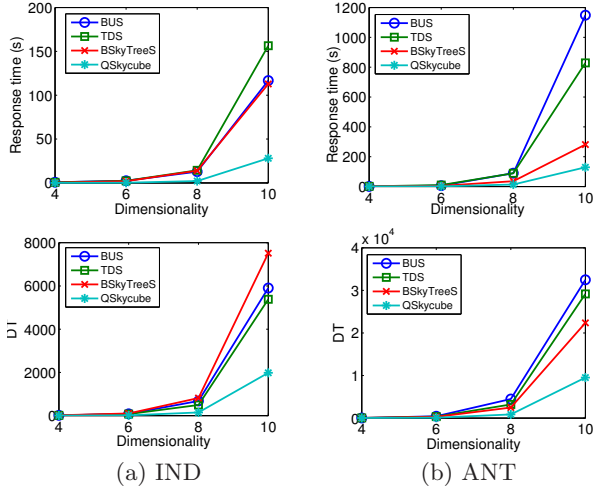 200
150
100
50
0
Response time (s)
BUS
TDS
BSkyTreeS
QSkycube
4 6 8 10
Dimensionality
1200
1000
800
600
400
200
0
Response time (s)
BUS
TDS
BSkyTreeS
QSkycube
4 6 8 10
Dimensionality
8000
6000
4000
2000
0
DT
BUS
TDS
BSkyTreeS
QSkycube
4 6 8 10
Dimensionality
(a) IND
x 10^4
4
3
2
1
0
DT
BUS
TDS
BSkyTreeS
QSkycube
4 6 8 10
Dimensionality
(b) ANT